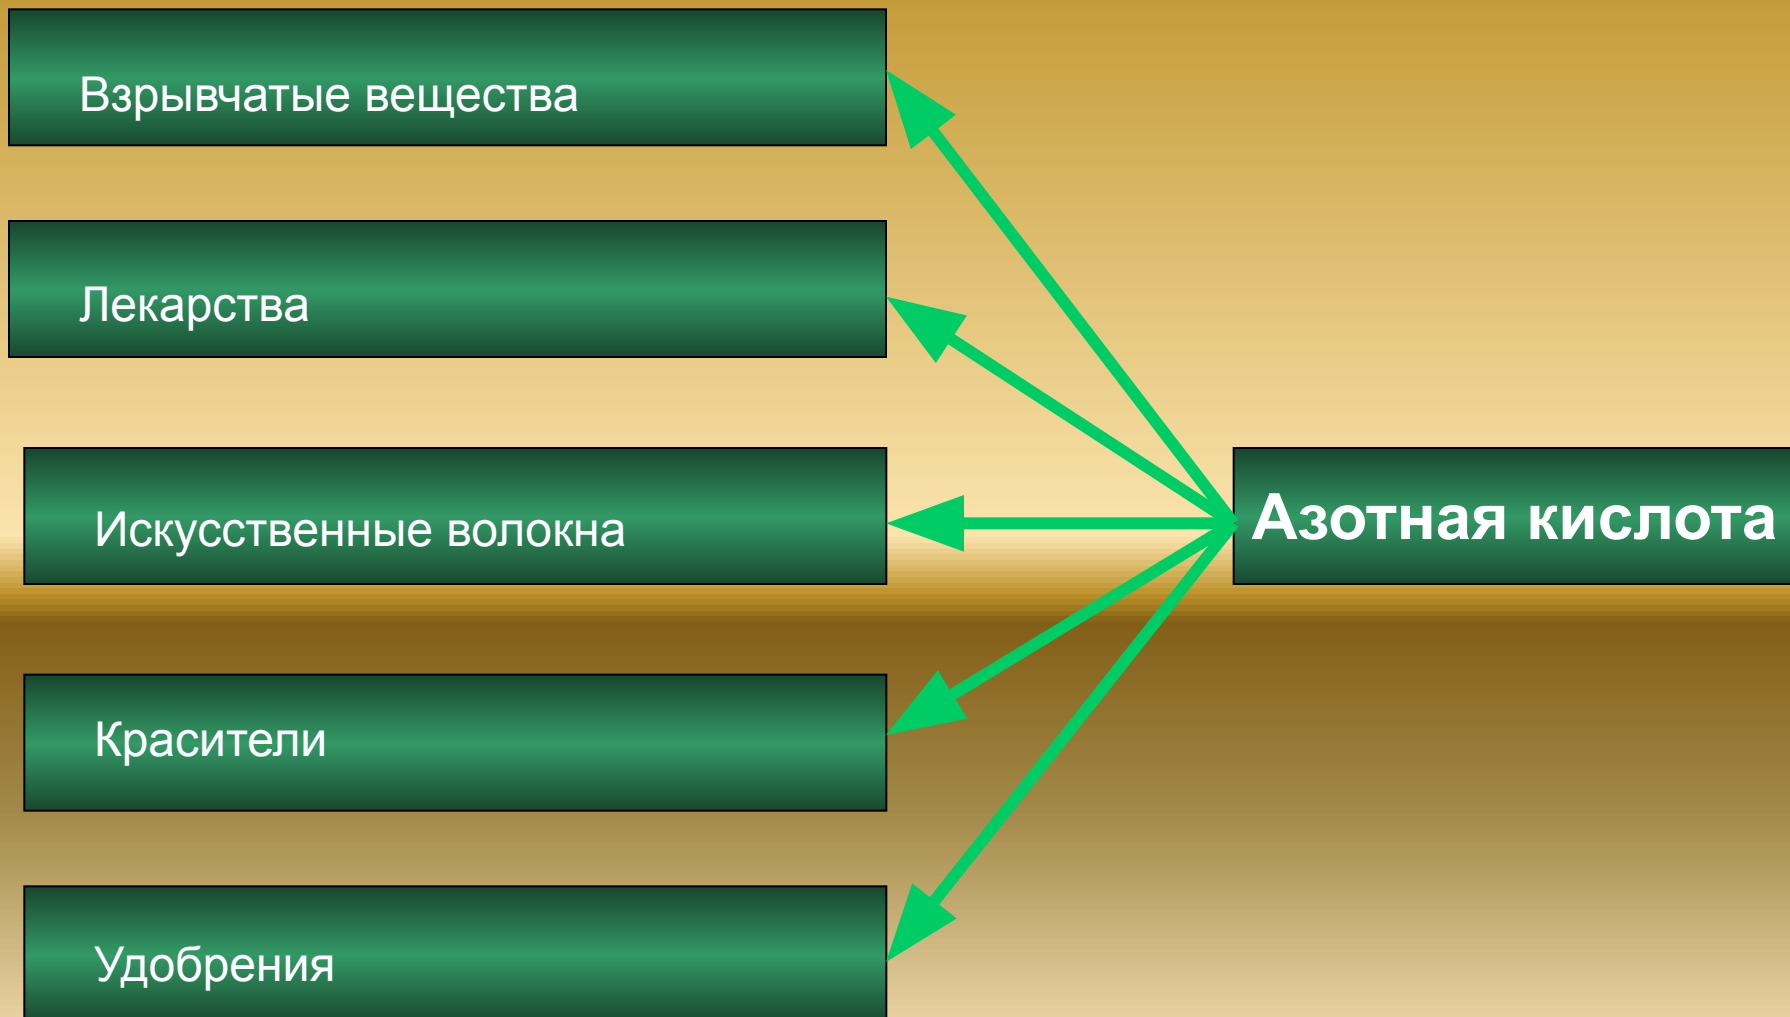 Взрывчатые вещества
Лекарства
Искусственные волокна
Азотная кислота
Красители
Удобрения